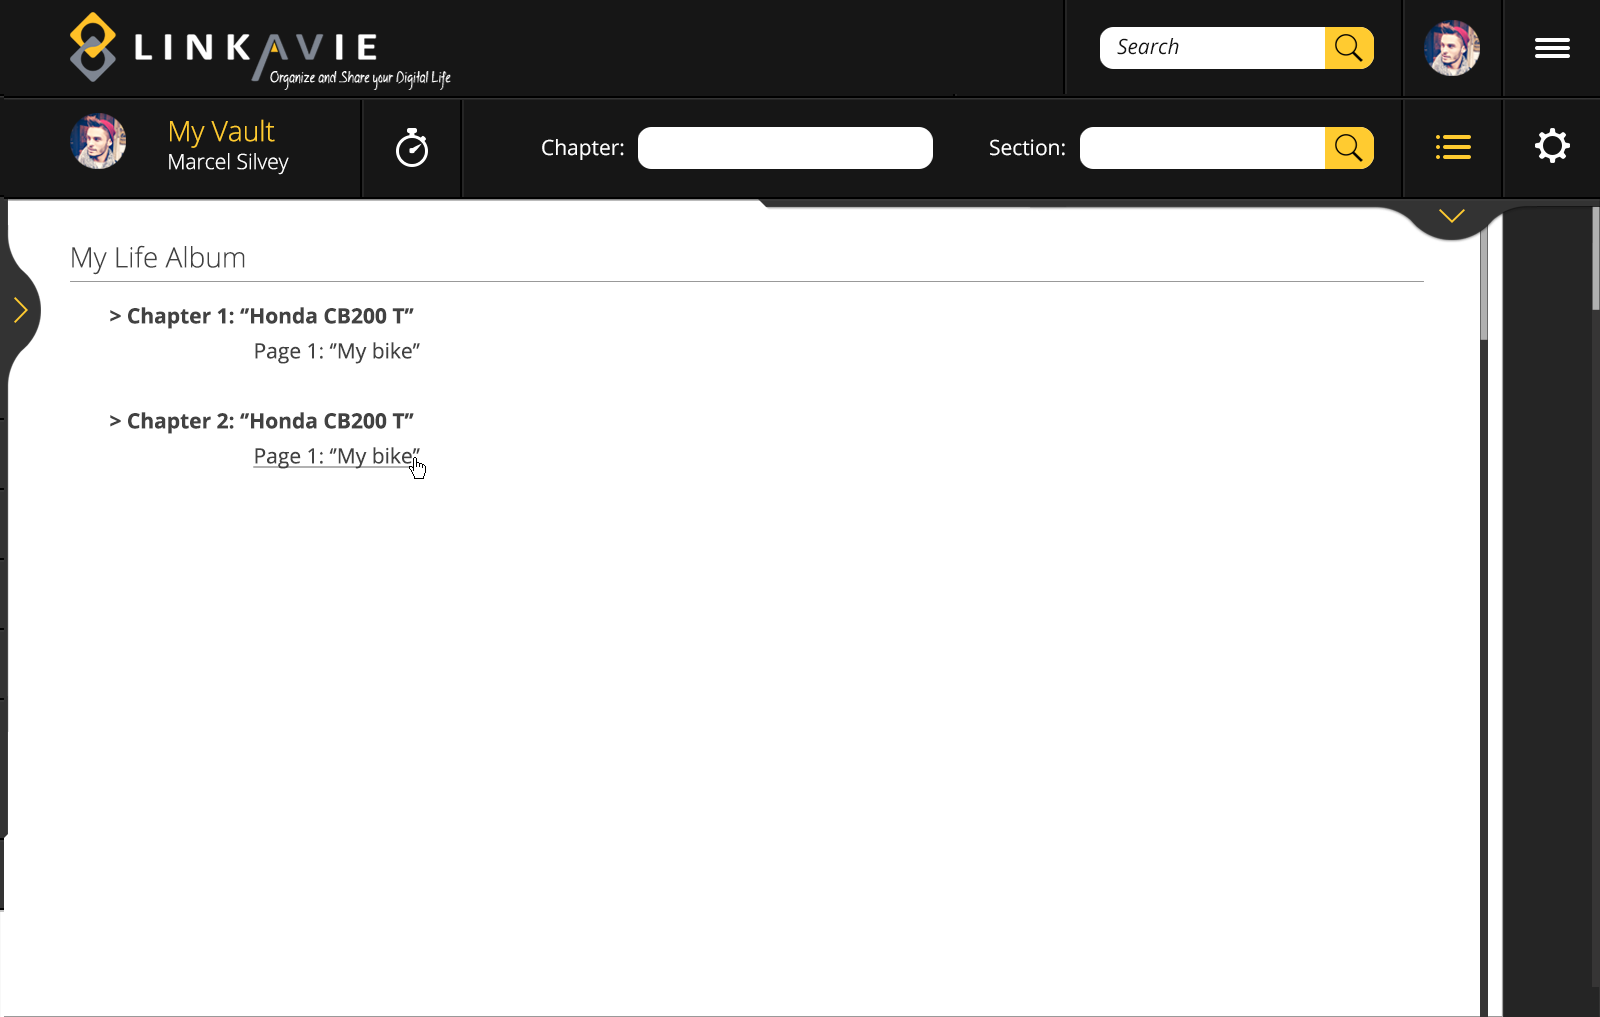 LINKAVIE
Organize and Share your Digital Life
Search
My Vault
Marcel Silvey
Chapter:
Section:
My Life Album
> Chapter 1: “Honda CB200 T”
Page 1: “My bike”
> Chapter 2: “Honda CB200 T”
Page 1: “My bike”